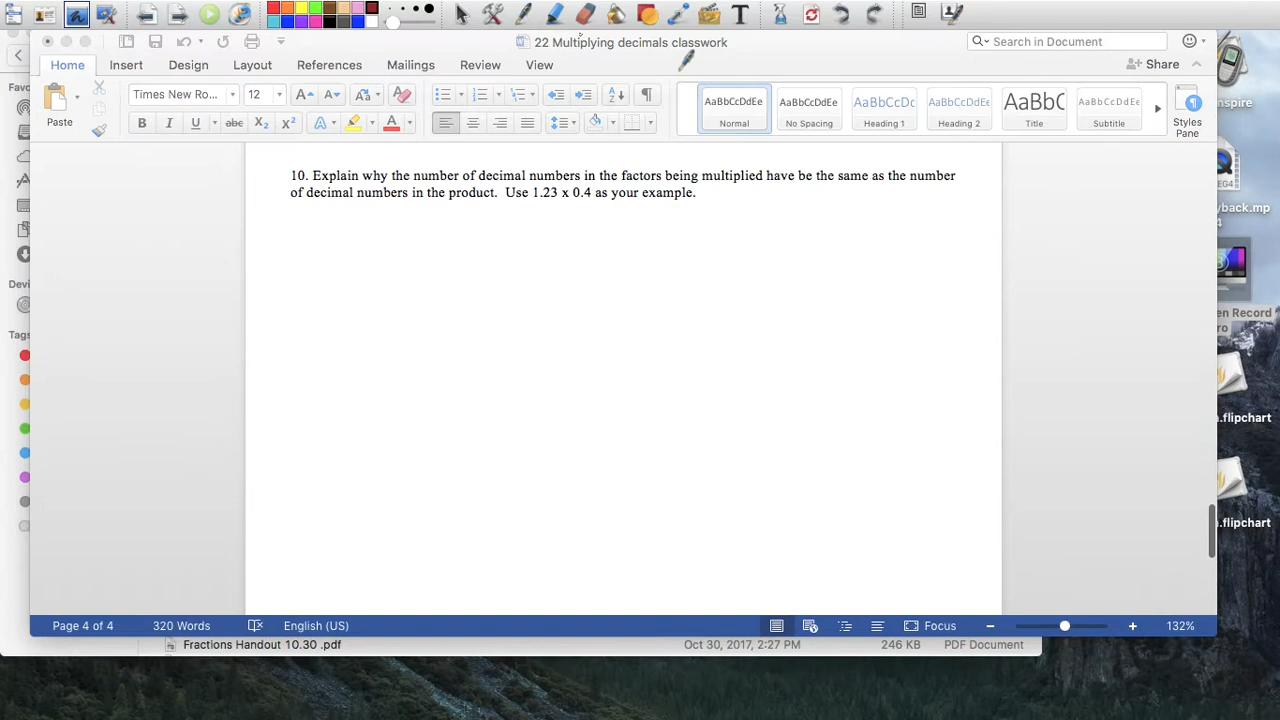 22 Multiplying decimals classwork
Search in Document
Home Insert Design Layout References Mailings Review View
Share
Times New Ro... 12
Paste
AaBbCcDdEe AaBbCcDdEe AaBbCcDc AaBbCcDdEe AaBbC AaBbCcDdEe
Normal No Spacing Heading 1 Heading 2 Title Subtitle
Styles
Pane
Favo
Devi
Tags
10. Explain why the number of decimal numbers in the factors being multiplied have be the same as the number
of decimal numbers in the product. Use 1.23 x 0.4 as your example.
Page 4 of 4 320 Words English (US) Focus 132%
Fractions Handout 10.30 .pdf Oct 30, 2017, 2:27 PM 246 KB PDF Document
nspire
yback.mp
4
en Record
ro
.flipchart
.flipchart